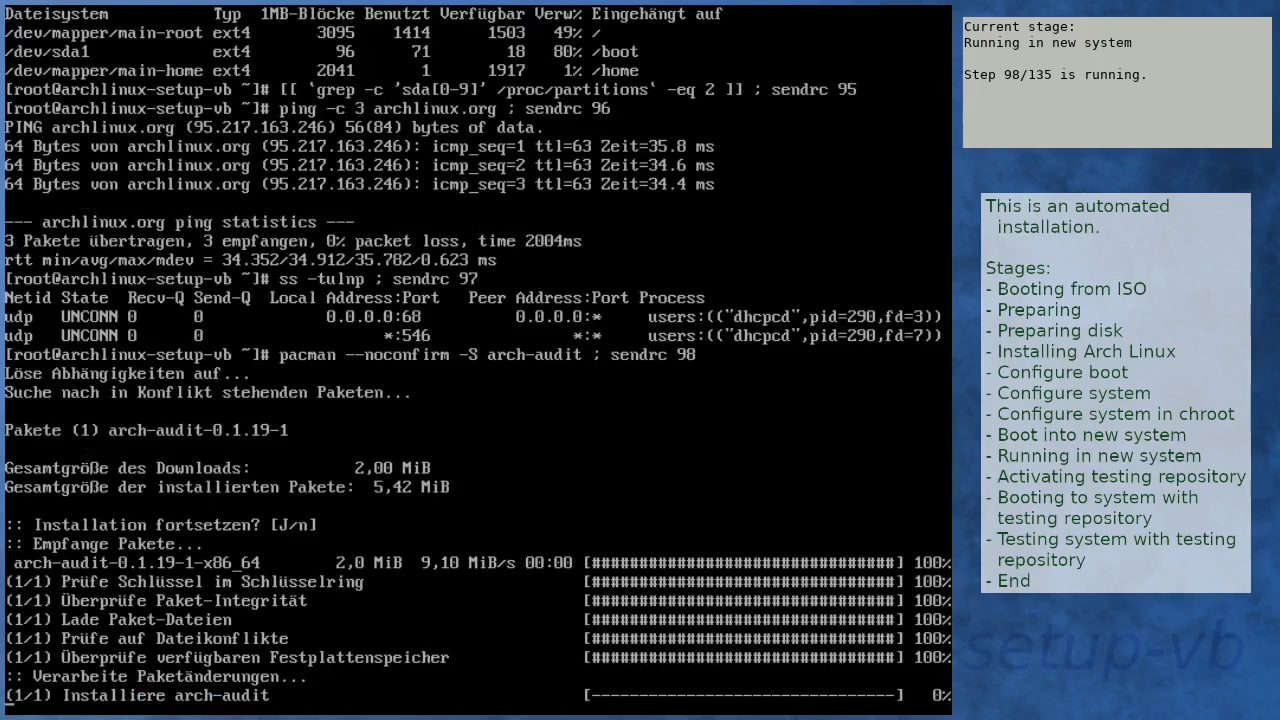 Dateisystem              Typ  1MB-Blöcke Benutzt Verfügbar Verw% Eingehängt auf
/dev/mapper/main-root ext4       3095    1414      1503  49% /
/dev/sda1             ext4         96      71        18  80% /boot
/dev/mapper/main-home ext4       2041       1      1917   1% /home
[root@archlinux-setup-vb ~]# [[ `grep -c 'sda[0-9]' /proc/partitions` -eq 2 ]] ; sendrc 95
[root@archlinux-setup-vb ~]# ping -c 3 archlinux.org ; sendrc 96
PING archlinux.org (95.217.163.246) 56(84) bytes of data.
64 Bytes von archlinux.org (95.217.163.246): icmp_seq=1 ttl=63 Zeit=35.8 ms
64 Bytes von archlinux.org (95.217.163.246): icmp_seq=2 ttl=63 Zeit=34.6 ms
64 Bytes von archlinux.org (95.217.163.246): icmp_seq=3 ttl=63 Zeit=34.4 ms
--- archlinux.org ping statistics ---
3 Pakete übertragen, 3 empfangen, 0% packet loss, time 2004ms
rtt min/avg/max/mdev = 34.352/34.912/35.782/0.623 ms
[root@archlinux-setup-vb ~]# ss -tulnp ; sendrc 97
Netid State  Recv-Q Send-Q  Local Address:Port   Peer Address:Port Process
udp   UNCONN 0      0             0.0.0.0:68          0.0.0.0:*     users:(("dhcpcd",pid=290,fd=3))
udp   UNCONN 0      0                   *:546               *:*     users:(("dhcpcd",pid=290,fd=7))
[root@archlinux-setup-vb ~]# pacman --noconfirm -S arch-audit ; sendrc 98
Löse Abhängigkeiten auf...
Suche nach in Konflikt stehenden Paketen...
Pakete (1) arch-audit-0.1.19-1
Gesamtgröße des Downloads:           2,00 MiB
Gesamtgröße der installierten Pakete:  5,42 MiB
:: Installation fortsetzen? [J/n]
:: Empfange Pakete...
 arch-audit-0.1.19-1-x86_64        2,0 MiB  9,10 MiB/s 00:00 [################################] 100%
(1/1) Prüfe Schlüssel im Schlüsselring                       [################################] 100%
(1/1) Überprüfe Paket-Integrität                             [################################] 100%
(1/1) Lade Paket-Dateien                                     [################################] 100%
(1/1) Prüfe auf Dateikonflikte                               [################################] 100%
(1/1) Überprüfe verfügbaren Festplattenspeicher              [################################] 100%
:: Verarbeite Paketänderungen...
(1/1) Installiere arch-audit                                 [--------------------------------]   0%
Current stage:
Running in new system
Step 98/135 is running.
This is an automated
installation.
Stages:
- Booting from ISO
- Preparing
- Preparing disk
- Installing Arch Linux
- Configure boot
- Configure system
- Configure system in chroot
- Boot into new system
- Running in new system
- Activating testing repository
- Booting to system with
testing repository
- Testing system with testing
repository
- End
setup-vb